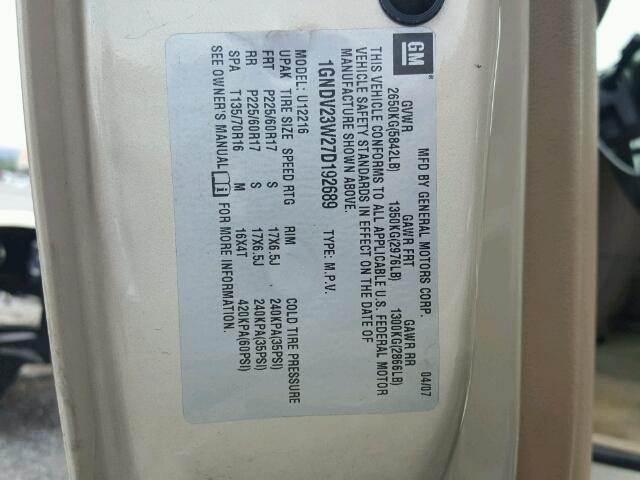 GM
MFD BY GENERAL MOTORS CORP. 04/07
GVWR GAWR FRT GAWR RR
2650KG(5842LB) 1350KG(2976LB) 1300KG(2866LB)
THIS VEHICLE CONFORMS TO ALL APPLICABLE U.S. FEDERAL MOTOR
VEHICLE SAFETY STANDARDS IN EFFECT ON THE DATE OF
MANUFACTURE SHOWN ABOVE.
1GNDV23W27D192689 TYPE: M.P.V.
MODEL: U12216
UPAK TIRE SIZE SPEED RTG RIM COLD TIRE PRESSURE
FRT P225/60R17 S 17X6.5J 240KPA(35PSI)
RR P225/60R17 S 17X6.5J 240KPA(35PSI)
SPA T135/70R16 M 16X4T 420KPA(60PSI)
SEE OWNER'S MANUAL FOR MORE INFORMATION.